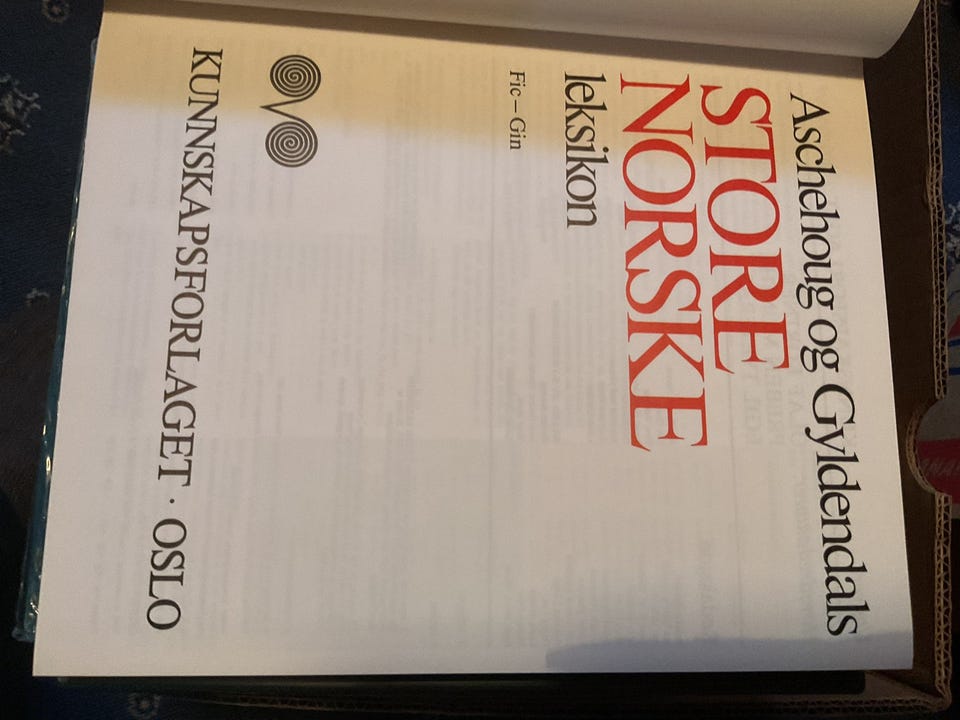 Aschehoug og Gyldendals
STORE
NORSKE
leksikon
Fic – Gin
KUNNSKAPSFORLAGET · OSLO